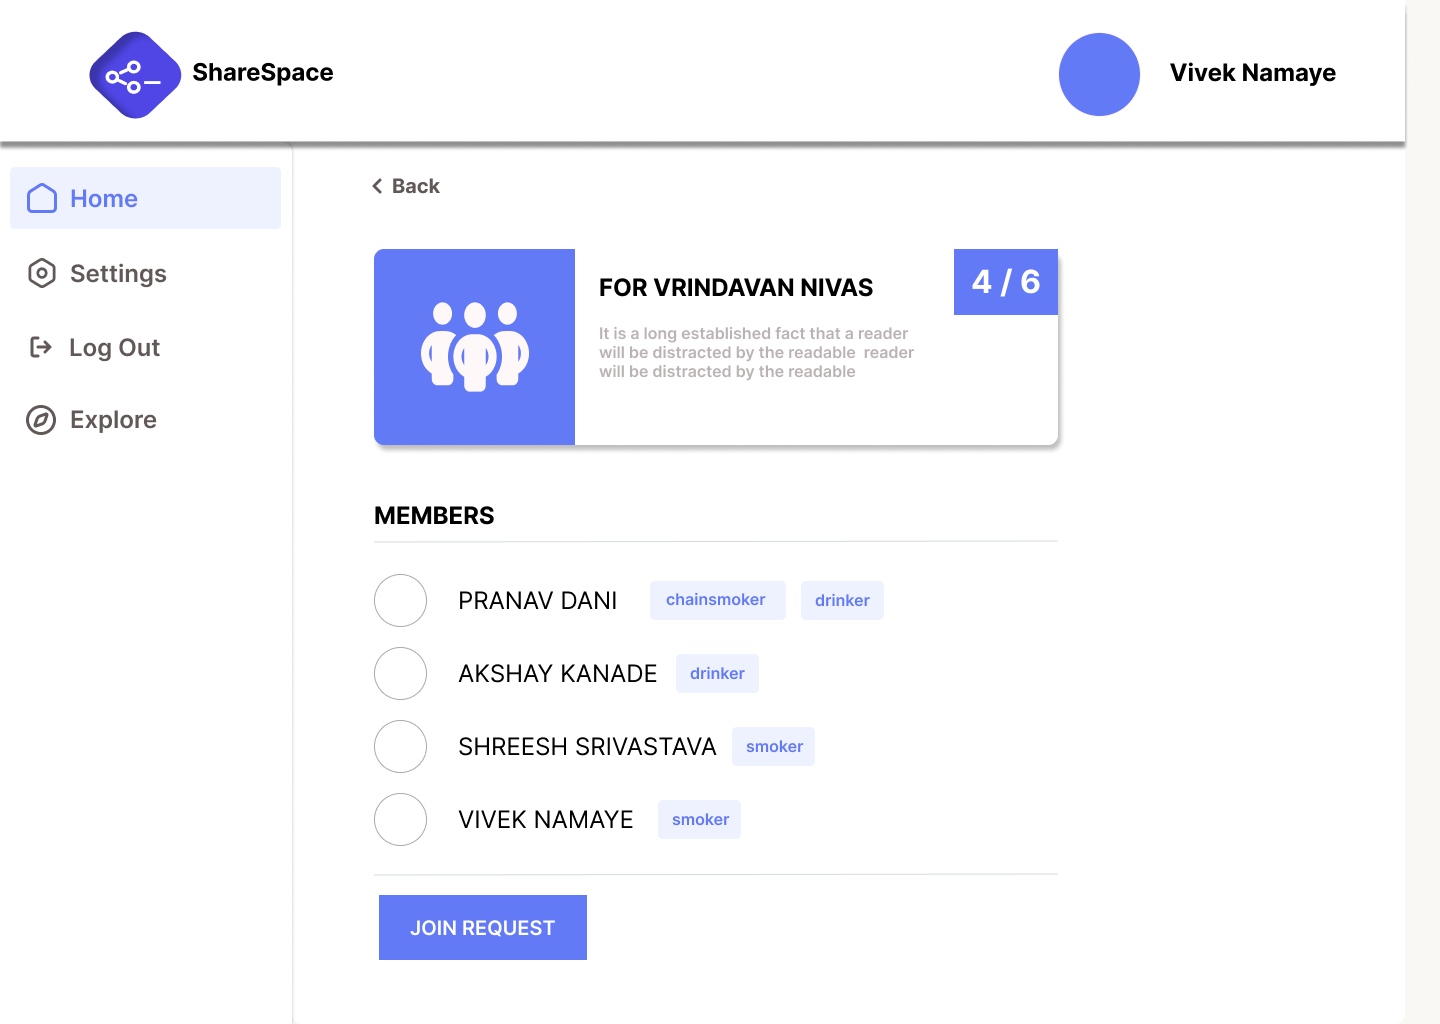 ShareSpace
Vivek Namaye
Home
Settings
Log Out
Explore
Back
FOR VRINDAVAN NIVAS
4 / 6
It is a long established fact that a reader
will be distracted by the readable  reader
will be distracted by the readable
MEMBERS
PRANAV DANI chainsmoker drinker
AKSHAY KANADE drinker
SHREESH SRIVASTAVA smoker
VIVEK NAMAYE smoker
JOIN REQUEST